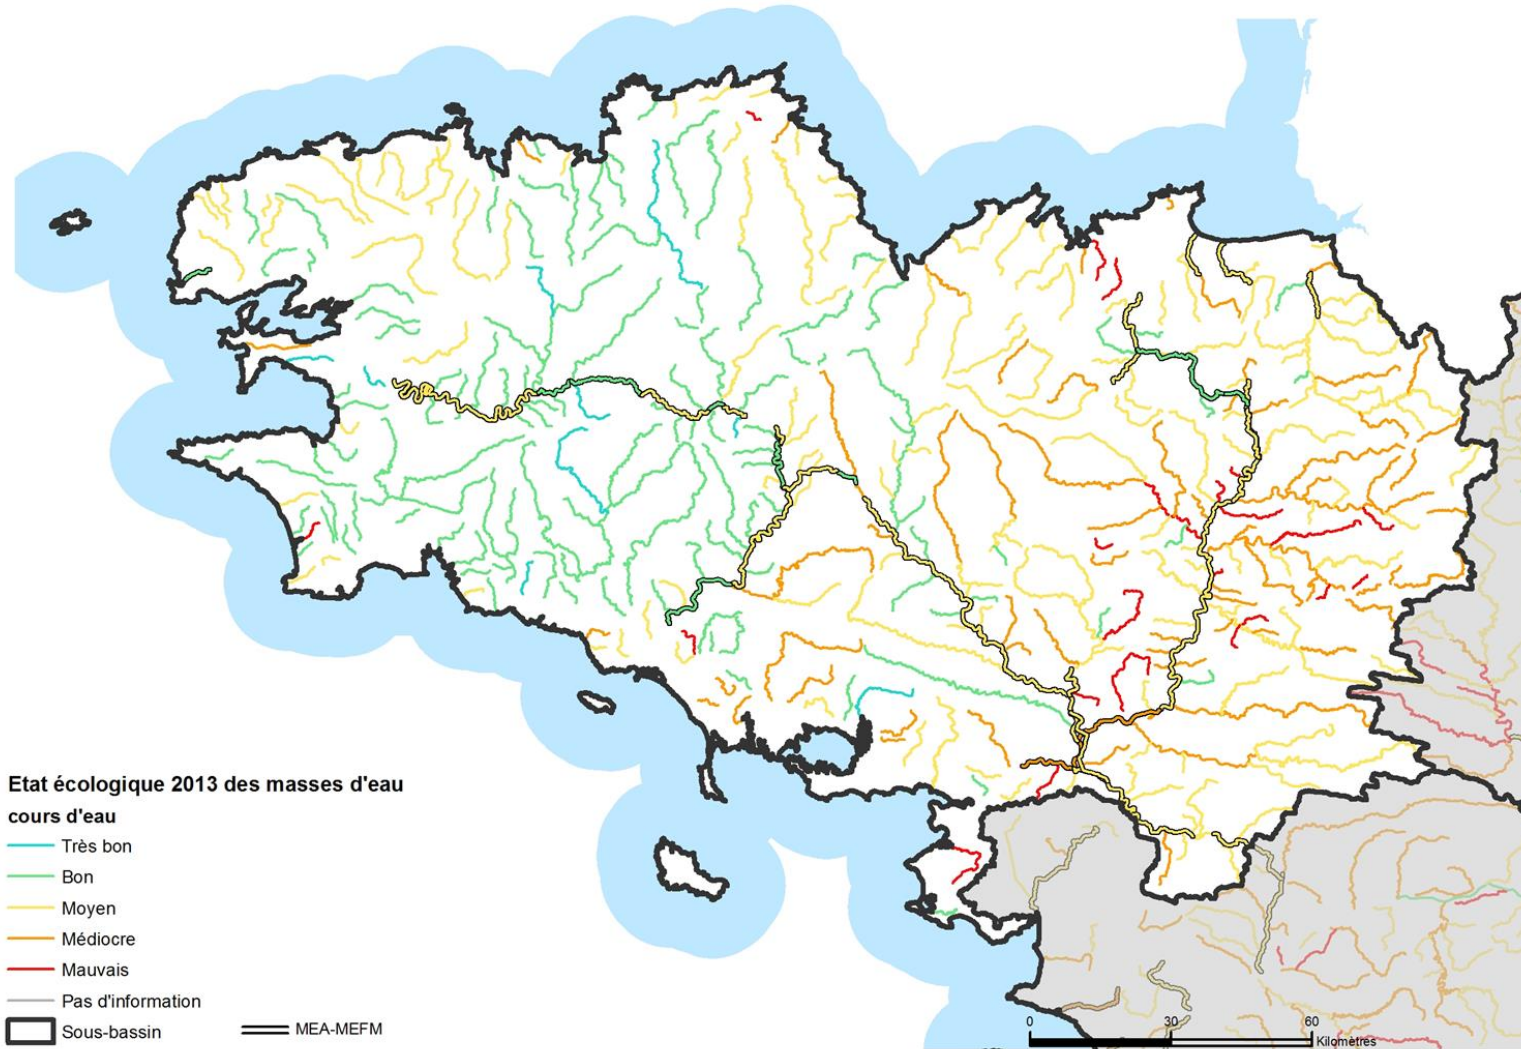 Etat écologique 2013 des masses d'eau
cours d'eau
Très bon
Bon
Moyen
Médiocre
Mauvais
Pas d'information
Sous-bassin
MEA-MEFM
0 30 60
Kilomètres